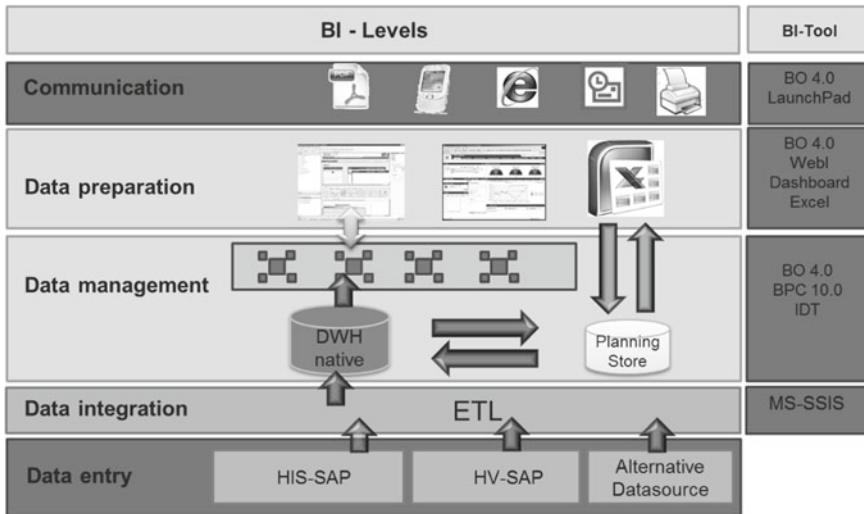 BI - Levels
BI-Tool
Communication
BO 4.0
LaunchPad
Data preparation
BO 4.0
WebI
Dashboard
Excel
Data management
DWH
native
Planning
Store
BO 4.0
BPC 10.0
IDT
Data integration
ETL
MS-SSIS
Data entry
HIS-SAP
HV-SAP
Alternative
Datasource